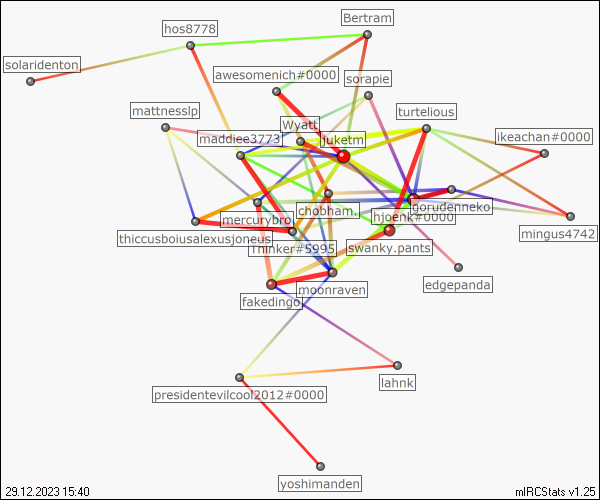 Bertram
hos8778
solaridenton
awesomenich#0000
sorapie
mattnesslp
turtelious
Wyatt
ikeachan#0000
maddiee3773
juketm
gorudenneko
chobham.
mercurybro
hjoenk#0000
thiccusboiusalexusjoneus
mingus4742
Thinker#5995
swanky.pants
edgepanda
moonraven
fakedingo
lahnk
presidentevilcool2012#0000
yoshimanden
29.12.2023 15:40
mIRCStats v1.25